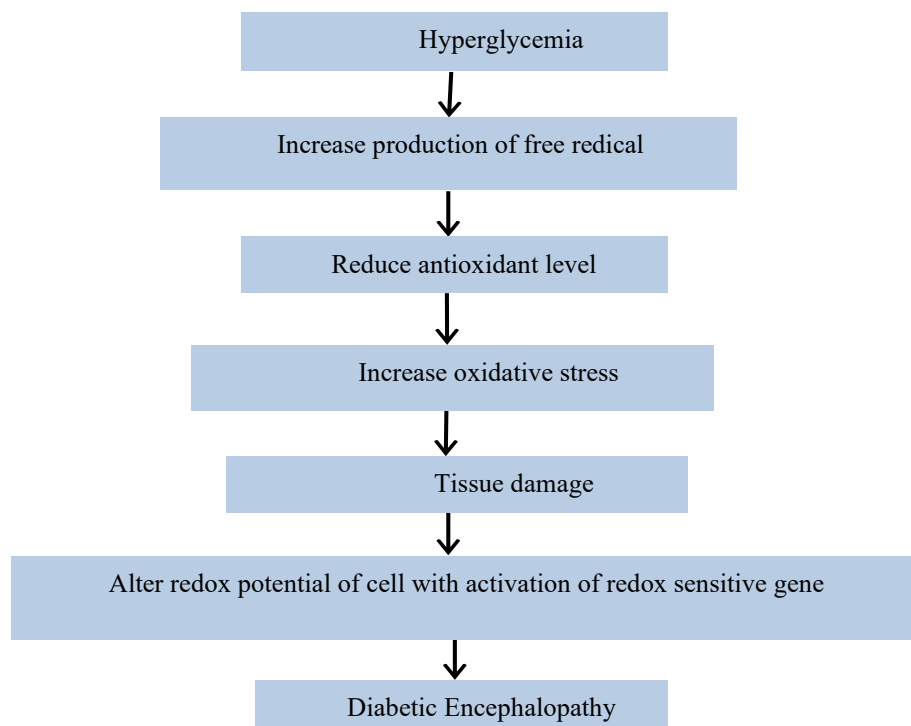 Hyperglycemia
Increase production of free redical
Reduce antioxidant level
Increase oxidative stress
Tissue damage
Alter redox potential of cell with activation of redox sensitive gene
Diabetic Encephalopathy